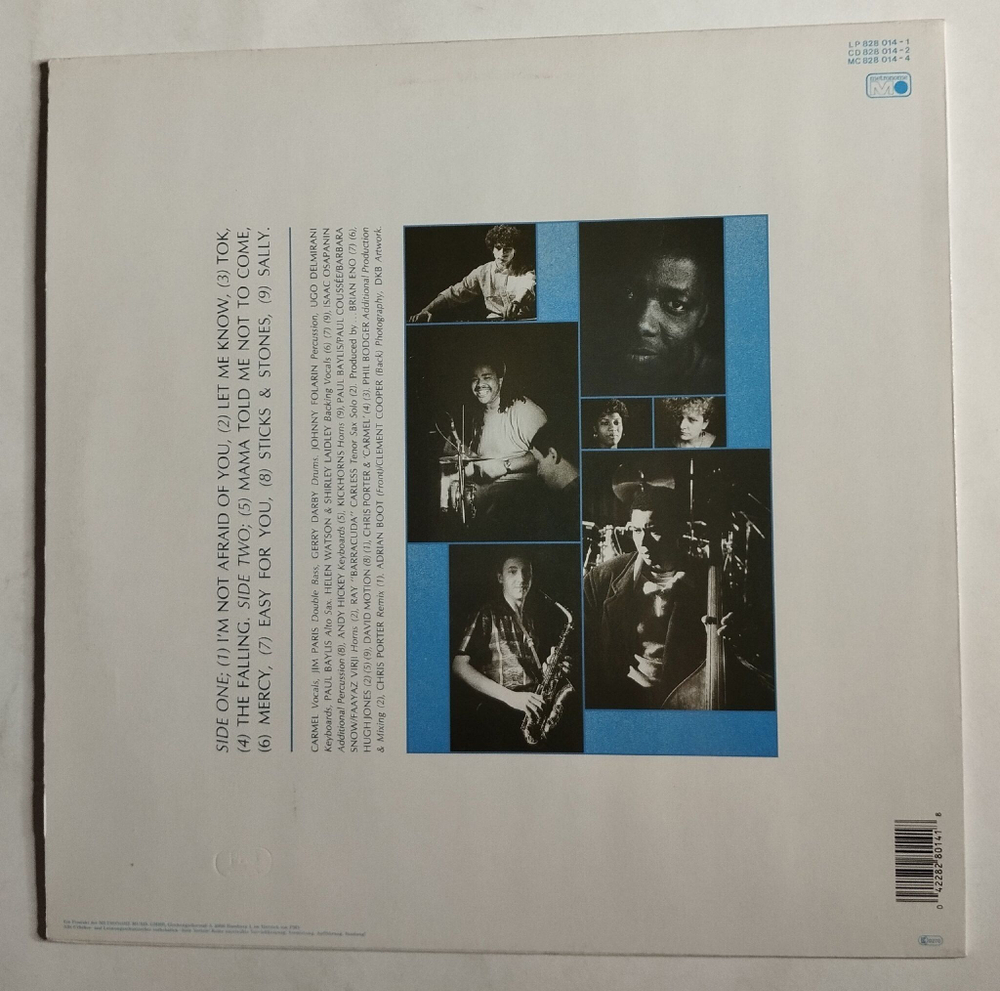 LP 828 014-1
CD 828 014-2
MC 828 014-4
metronome
SIDE ONE; (1) I'M NOT AFRAID OF YOU, (2) LET ME KNOW, (3) TOK,
(4) THE FALLING. SIDE TWO; (5) MAMA TOLD ME NOT TO COME,
(6) MERCY, (7) EASY FOR YOU, (8) STICKS & STONES, (9) SALLY.
CARMEL Vocals, JIM PARIS Double Bass, GERRY DARBY Drums. JOHNNY FOLARIN Percussion, UGO DELMIRANI
Keyboards, PAUL BAYLIS Alto Sax. HELEN WATSON & SHIRLEY LAIDLEY Backing Vocals (6) (7) (9), ISAAC OSAPANIN
Additional Percussion (8), ANDY HICKEY Keyboards (5), KICKHORNS Horns (9), PAUL BAYLIS/PAUL COUSSÉE/BARBARA
SNOW/FAAYAZ VIRJI Horns (2), RAY "BARRACUDA" CARLESS Tenor Sax Solo (2). Produced by... BRIAN ENO (7) (6),
HUGH JONES (2) (5) (9), DAVID MOTION (8) (1), CHRIS PORTER & 'CARMEL' (4) (3). PHIL BODGER Additional Production
& Mixing (2), CHRIS PORTER Remix (1). ADRIAN BOOT (Front)/CLEMENT COOPER (Back) Photography, DKB Artwork.
0 42282 80141 8